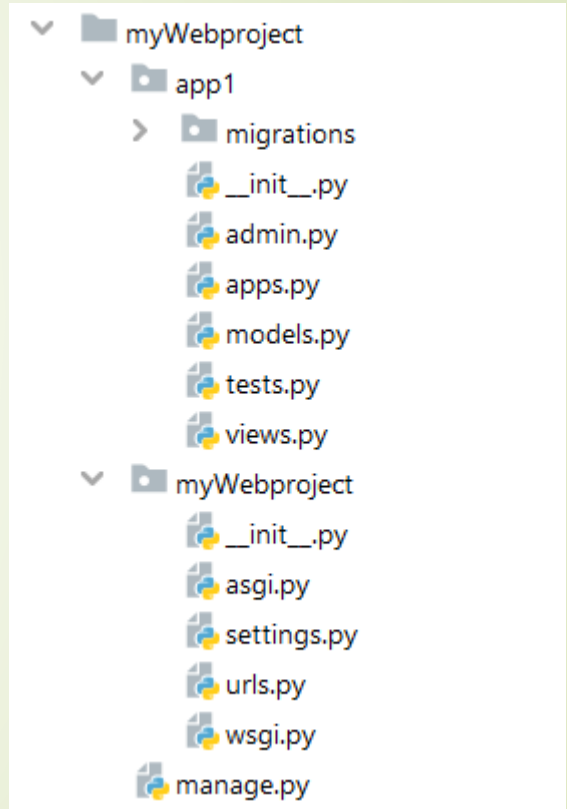 myWebproject
app1
migrations
__init__.py
admin.py
apps.py
models.py
tests.py
views.py
myWebproject
__init__.py
asgi.py
settings.py
urls.py
wsgi.py
manage.py